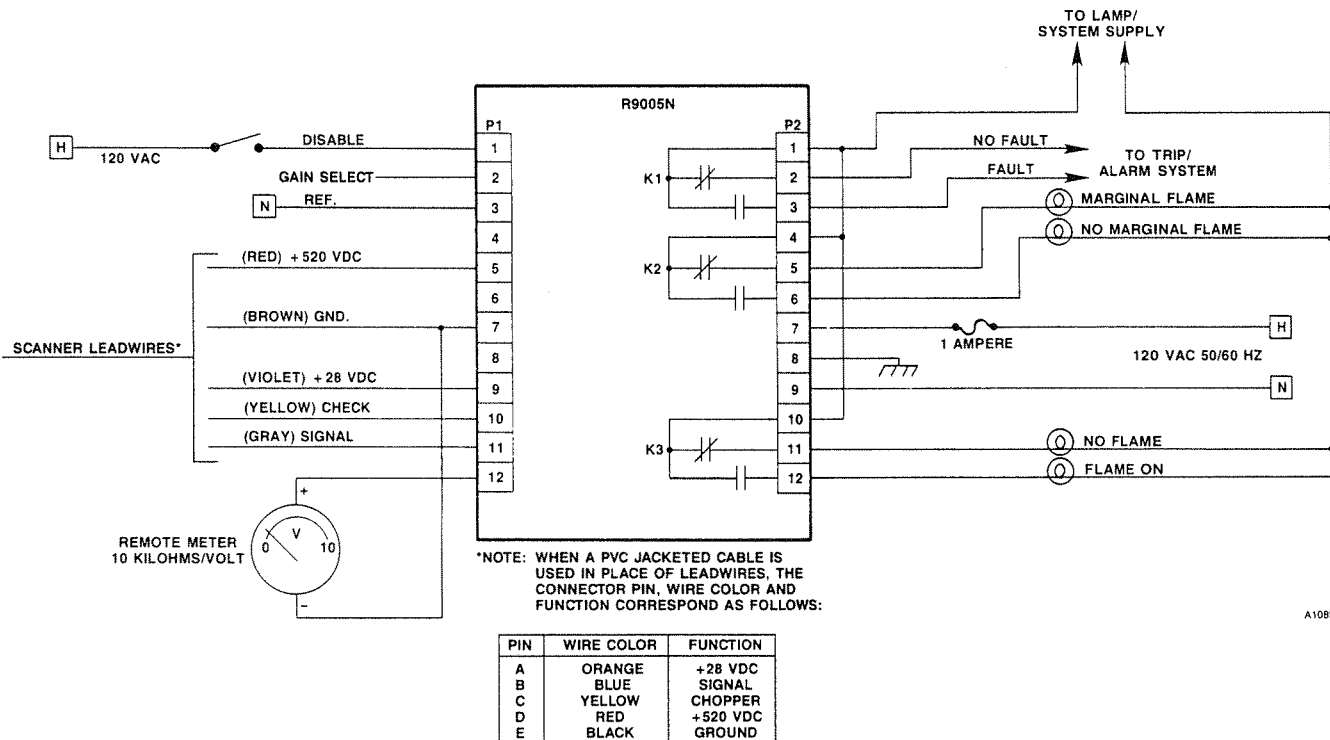 TO LAMP/
SYSTEM SUPPLY
R9005N
P1
P2
H
120 VAC
DISABLE
1
1
NO FAULT
TO TRIP/
ALARM SYSTEM
GAIN SELECT
2
K1
2
FAULT
N
REF.
3
3
MARGINAL FLAME
4
4
NO MARGINAL FLAME
(RED) +520 VDC
5
K2
5
6
6
(BROWN) GND.
7
7
1 AMPERE
H
SCANNER LEADWIRES*
8
8
120 VAC 50/60 HZ
(VIOLET) +28 VDC
9
9
N
(YELLOW) CHECK
10
10
(GRAY) SIGNAL
11
K3
11
NO FLAME
12
12
FLAME ON
+
V
0 10
REMOTE METER
10 KILOHMS/VOLT
−
*NOTE: WHEN A PVC JACKETED CABLE IS
USED IN PLACE OF LEADWIRES, THE
CONNECTOR PIN, WIRE COLOR AND
FUNCTION CORRESPOND AS FOLLOWS:
PIN WIRE COLOR FUNCTION
A ORANGE +28 VDC
B BLUE SIGNAL
C YELLOW CHOPPER
D RED +520 VDC
E BLACK GROUND